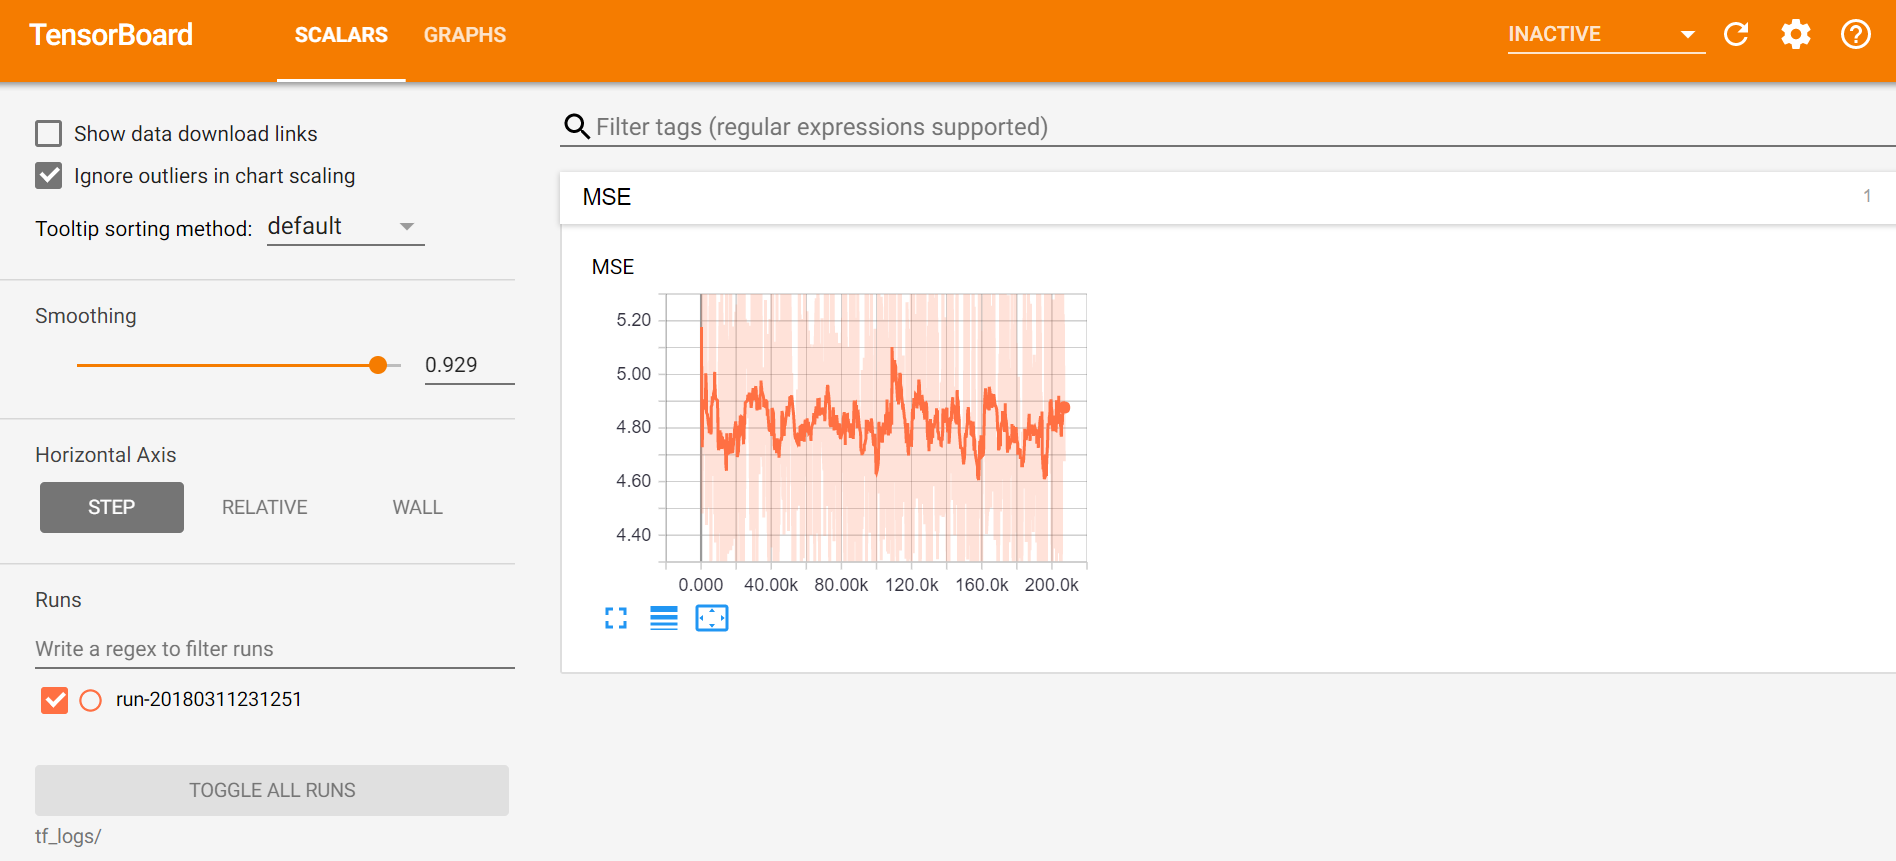 TensorBoard SCALARS GRAPHS INACTIVE
Show data download links
Ignore outliers in chart scaling
Tooltip sorting method: default
Smoothing
0.929
Horizontal Axis
STEP RELATIVE WALL
Runs
Write a regex to filter runs
run-20180311231251
TOGGLE ALL RUNS
tf_logs/
Filter tags (regular expressions supported)
MSE 1
MSE
5.20
5.00
4.80
4.60
4.40
0.000 40.00k 80.00k 120.0k 160.0k 200.0k